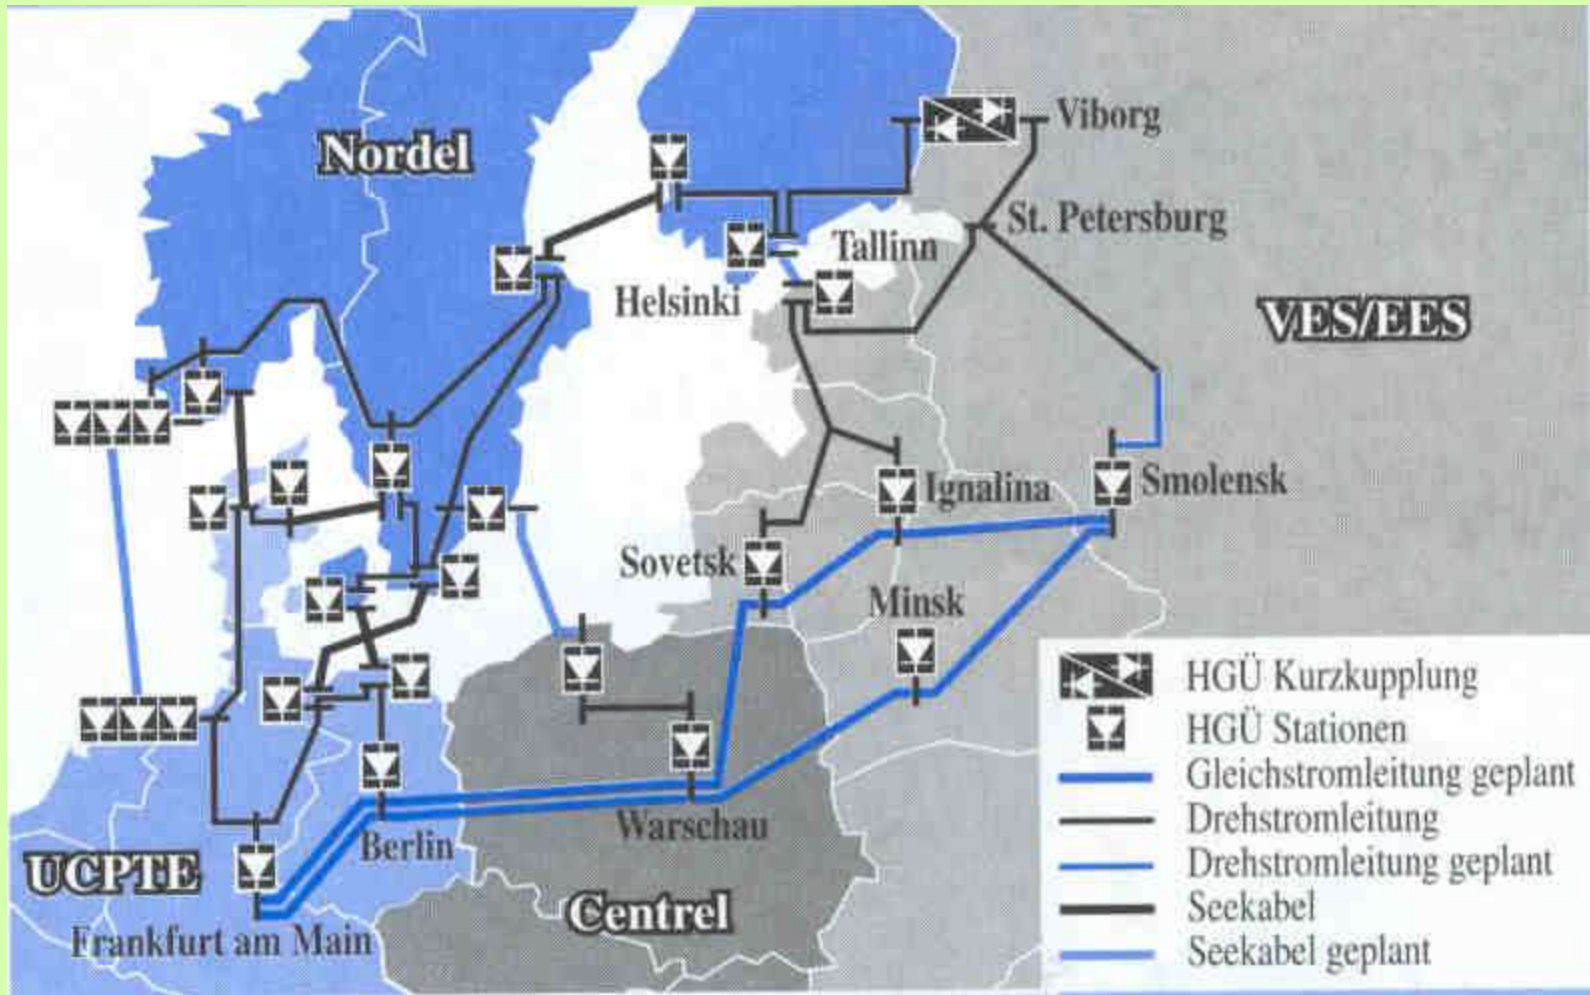 Nordel
Viborg
St. Petersburg
Tallinn
Helsinki
VES/EES
Ignalina
Smolensk
Sovetsk
Minsk
Warschau
Berlin
UCPTE
Centrel
Frankfurt am Main
HGÜ Kurzkupplung
HGÜ Stationen
Gleichstromleitung geplant
Drehstromleitung
Drehstromleitung geplant
Seekabel
Seekabel geplant